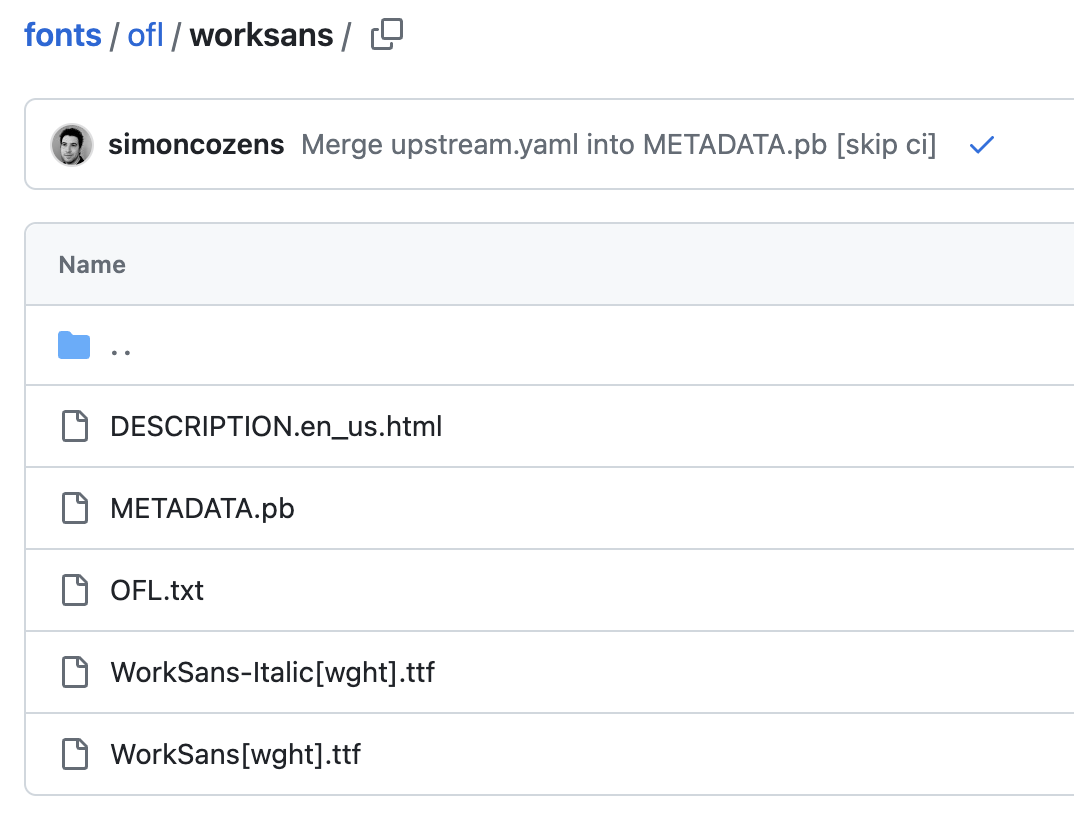 fonts / ofl / worksans /
simoncozens Merge upstream.yaml into METADATA.pb [skip ci]
Name
..
DESCRIPTION.en_us.html
METADATA.pb
OFL.txt
WorkSans-Italic[wght].ttf
WorkSans[wght].ttf